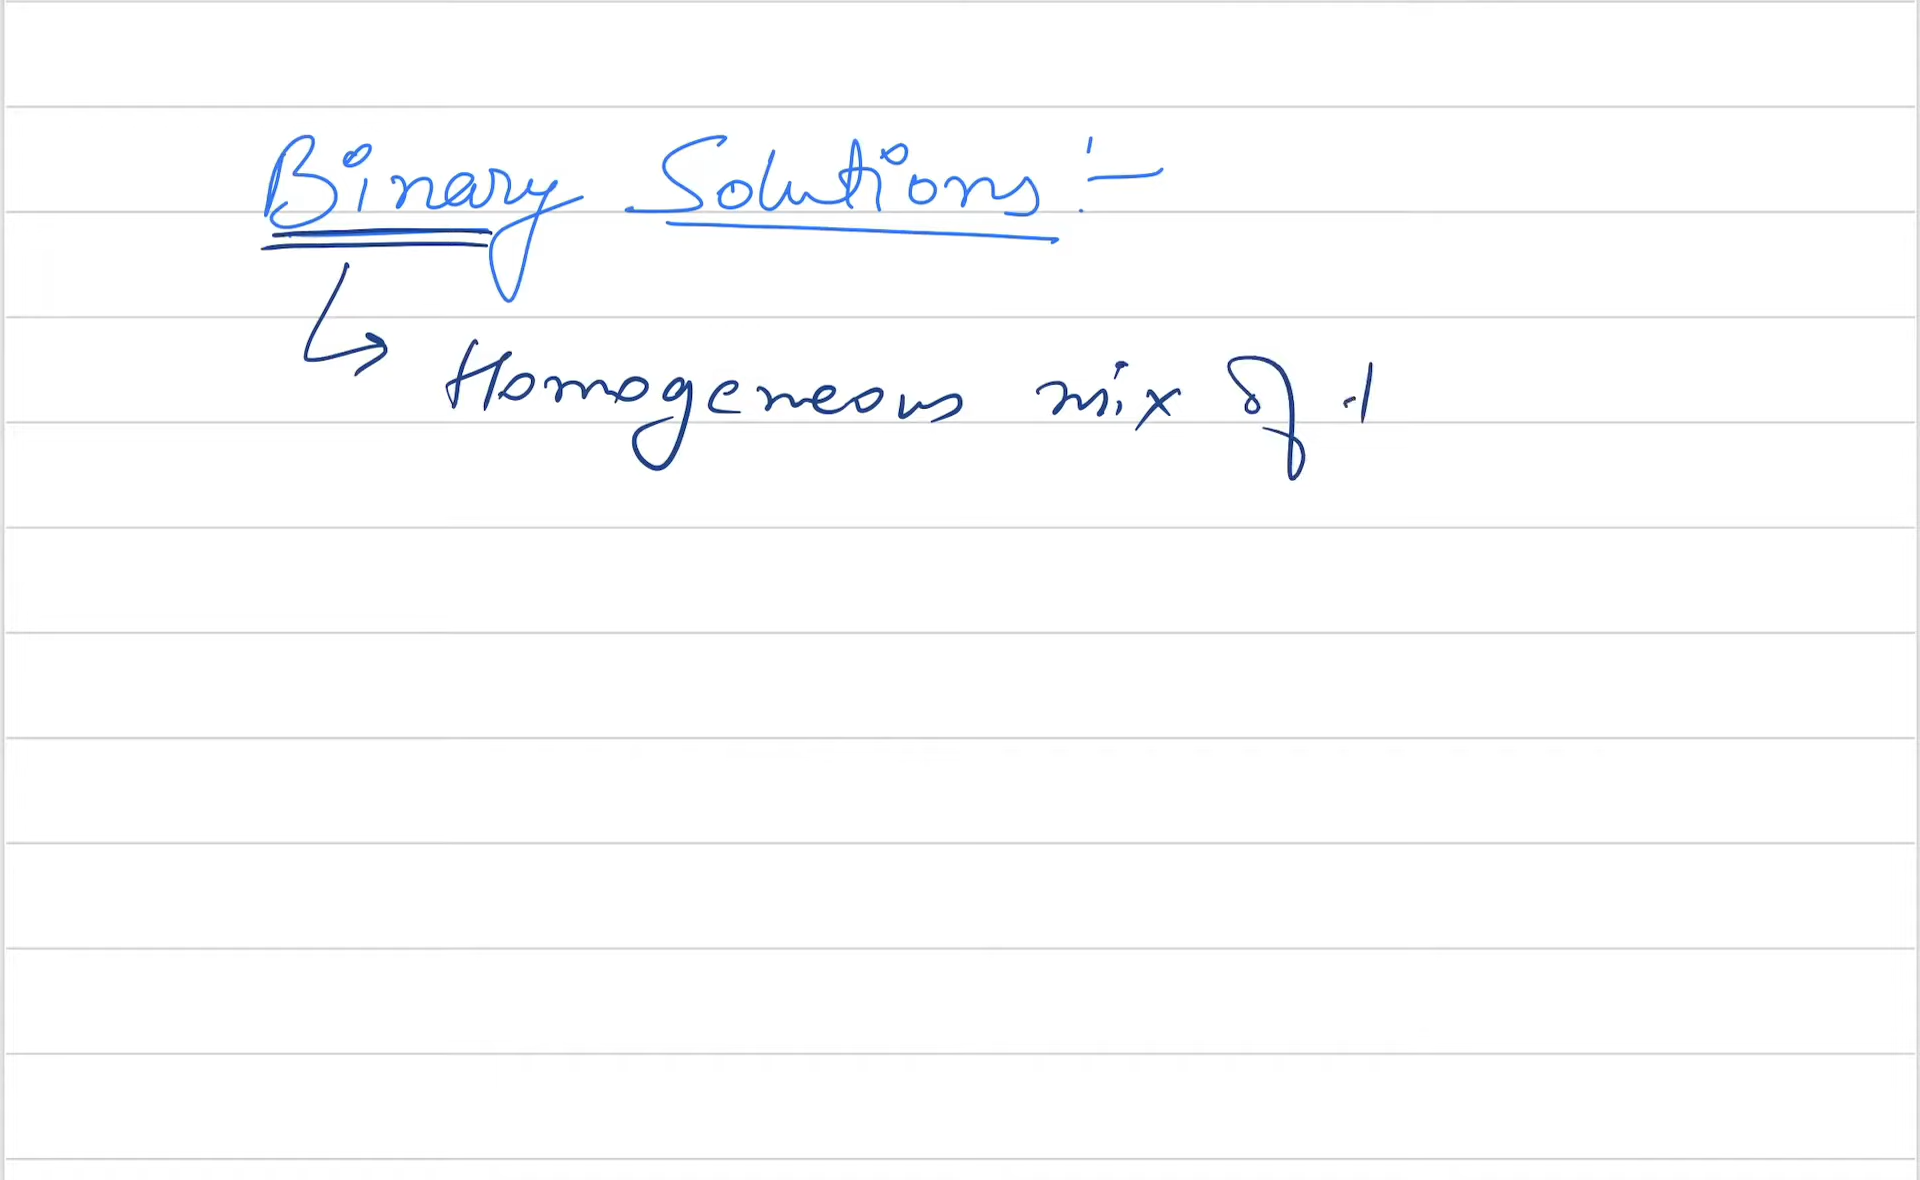 Binary Solutions :-
↳ Homogeneous mix of